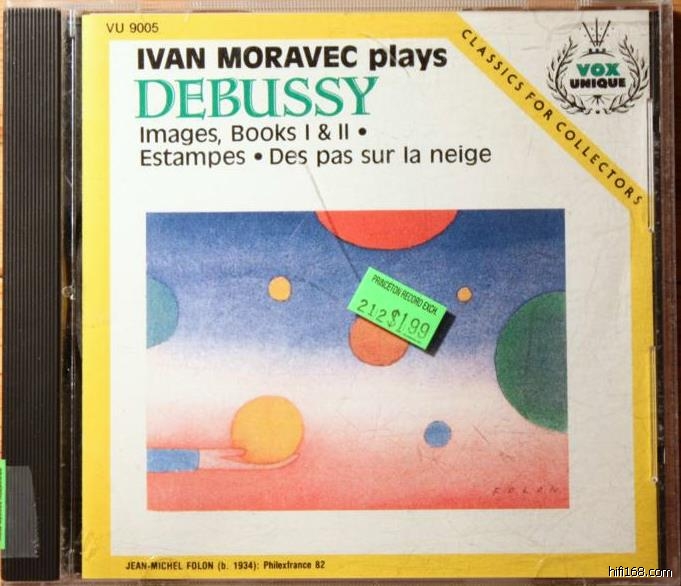 VU 9005
IVAN MORAVEC plays
DEBUSSY
Images, Books I & II •
Estampes • Des pas sur la neige
CLASSICS FOR COLLECTORS
VOX
UNIQUE
PRINCETON RECORD EXCH.
212 $1.99
FOLON
JEAN-MICHEL FOLON (b. 1934): Philexfrance 82
hifi168.com